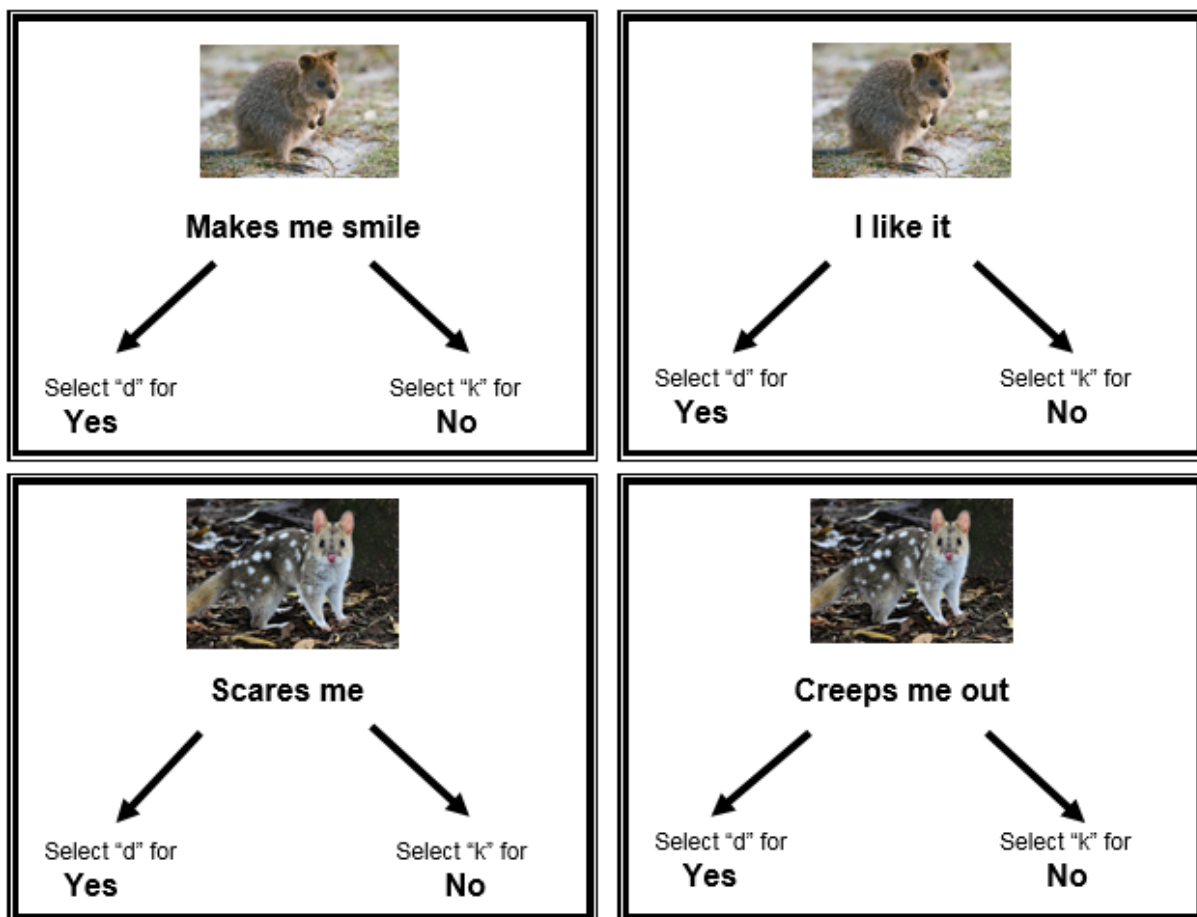 Makes me smile
Select “d” for
Yes
Select “k” for
No
I like it
Select “d” for
Yes
Select “k” for
No
Scares me
Select “d” for
Yes
Select “k” for
No
Creeps me out
Select “d” for
Yes
Select “k” for
No